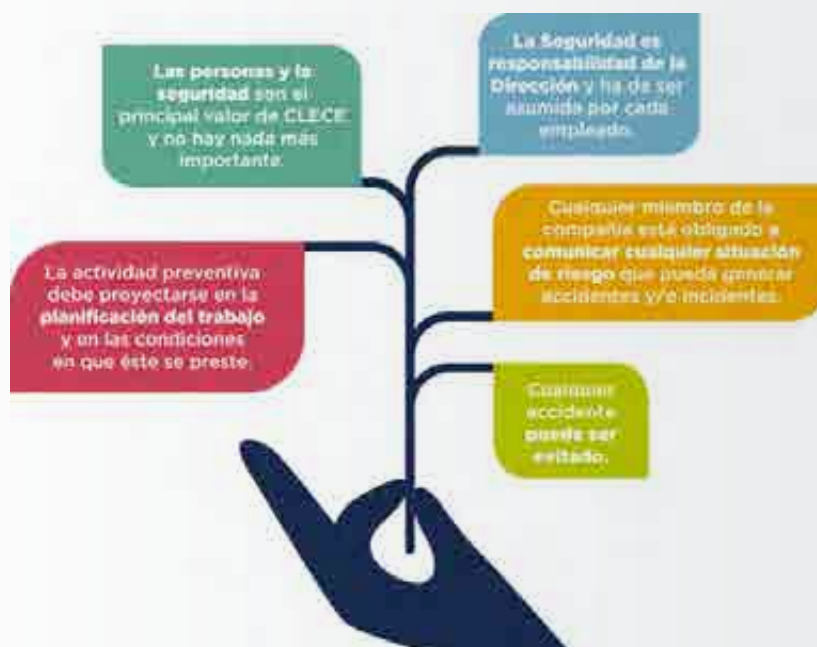 Las personas y la
seguridad son el
principal valor de CLECE
y no hay nada más
importante.
La Seguridad es
responsabilidad de la
Dirección y ha de ser
asumida por cada
empleado.
La actividad preventiva
debe proyectarse en la
planificación del trabajo
y en las condiciones
en que éste se preste.
Cualquier miembro de la
compañía está obligado a
comunicar cualquier situación
de riesgo que pueda generar
accidentes y/o incidentes.
Cualquier
accidente
puede ser
evitado.